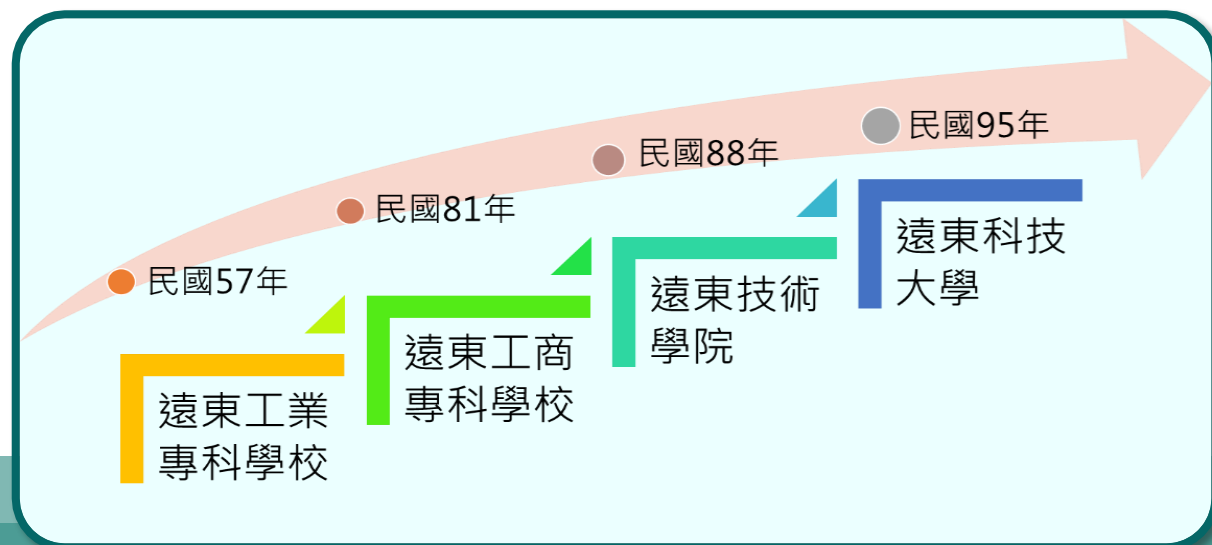 民國57年
遠東工業
專科學校
民國81年
遠東工商
專科學校
民國88年
遠東技術
學院
民國95年
遠東科技
大學